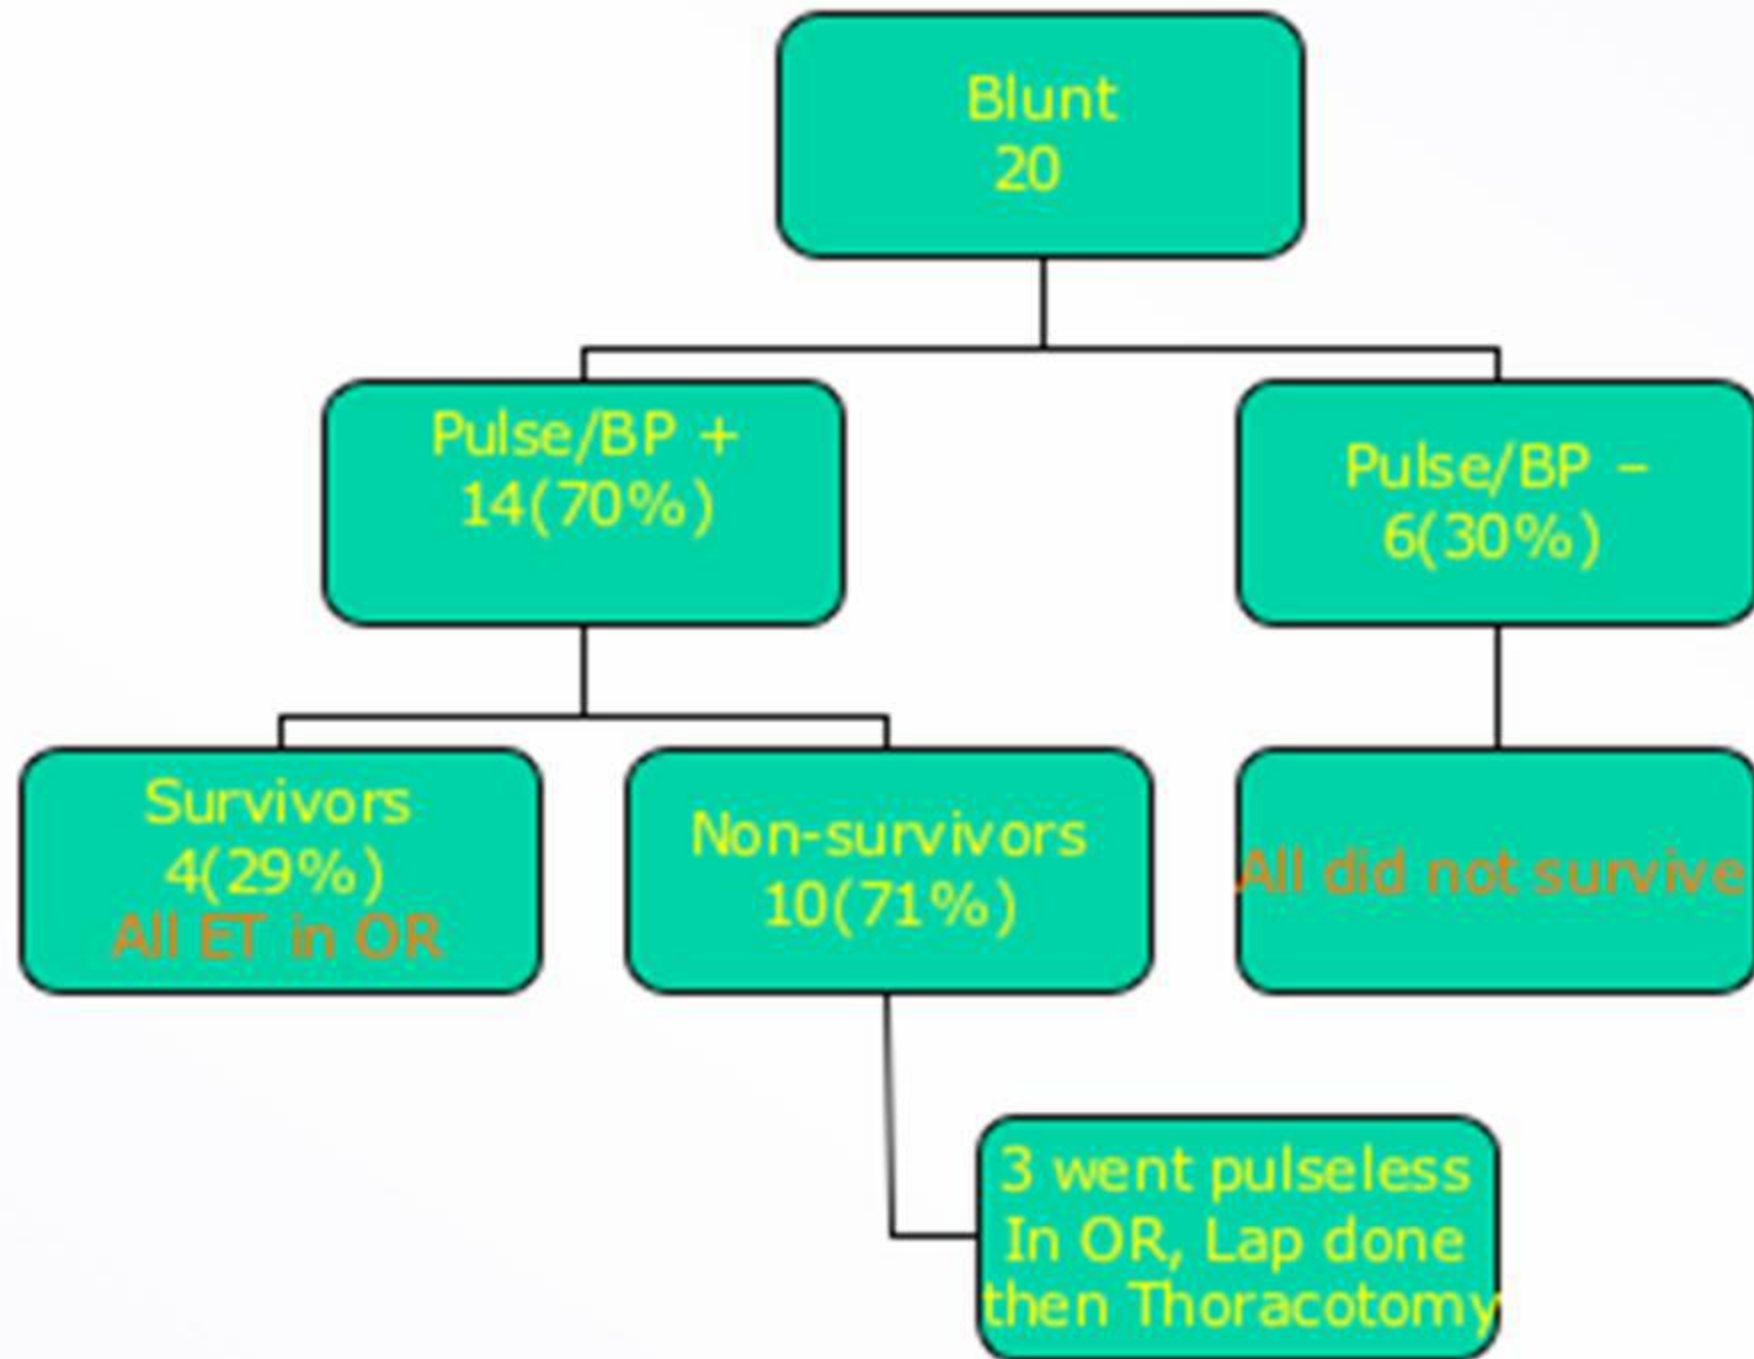 Blunt
20
Pulse/BP +
14(70%)
Pulse/BP –
6(30%)
Survivors
4(29%)
All ET in OR
Non-survivors
10(71%)
All did not survive
3 went pulseless
In OR, Lap done
then Thoracotomy